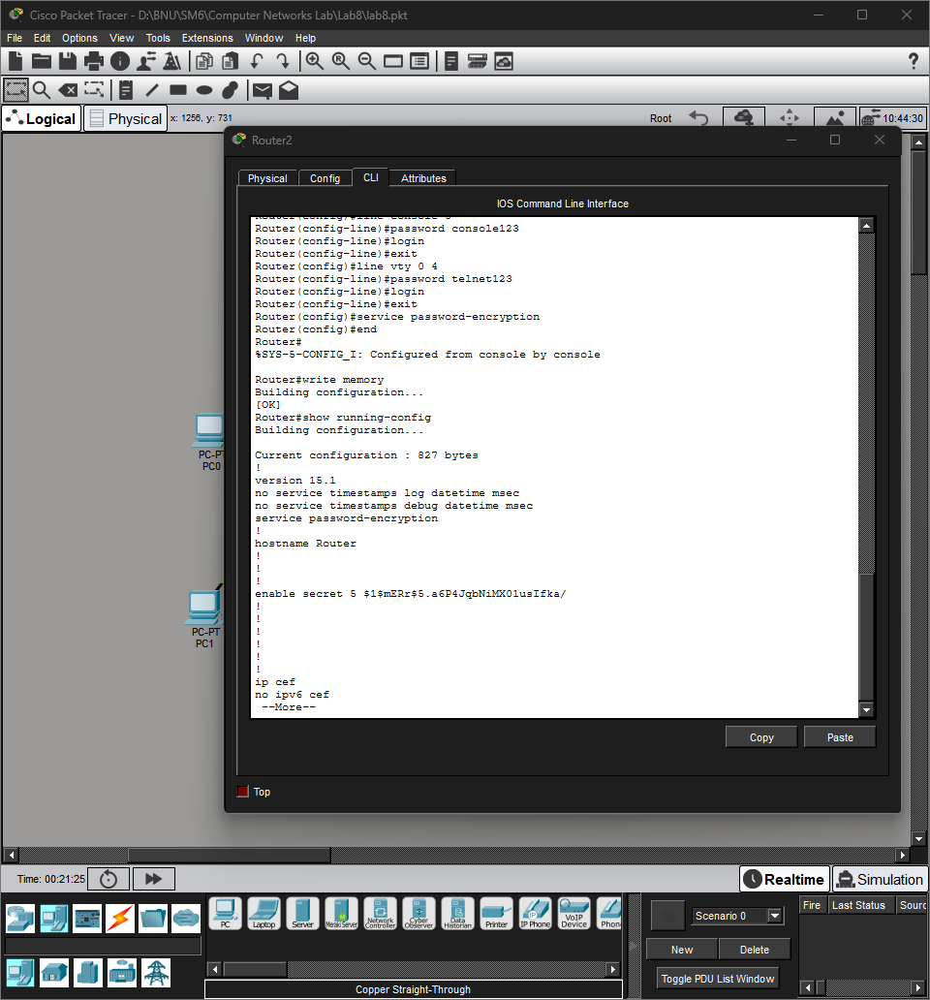 Cisco Packet Tracer - D:\BNU\SM6\Computer Networks Lab\Lab8\lab8.pkt
File Edit Options View Tools Extensions Window Help
?
Logical Physical x: 1256, y: 731 Root 10:44:30
Router2
Physical Config CLI Attributes
IOS Command Line Interface
Router(config)#line console 0
Router(config-line)#password console123
Router(config-line)#login
Router(config-line)#exit
Router(config)#line vty 0 4
Router(config-line)#password telnet123
Router(config-line)#login
Router(config-line)#exit
Router(config)#service password-encryption
Router(config)#end
Router#
%SYS-5-CONFIG_I: Configured from console by console
Router#write memory
Building configuration...
[OK]
Router#show running-config
Building configuration...
Current configuration : 827 bytes
!
version 15.1
no service timestamps log datetime msec
no service timestamps debug datetime msec
service password-encryption
!
hostname Router
!
!
!
enable secret 5 $1$mERr$5.a6P4JqbNiMX01usIfka/
!
!
!
!
!
!
ip cef
no ipv6 cef
--More--
PC-PT
PC0
PC-PT
PC1
Copy Paste
Top
Time: 00:21:25 Realtime Simulation
PC Laptop Server Meraki Server Network Controller Cyber Observer Data Historian Printer IP Phone VoIP Device Phon
Scenario 0
Fire Last Status Sourc
New Delete
Toggle PDU List Window
Copper Straight-Through